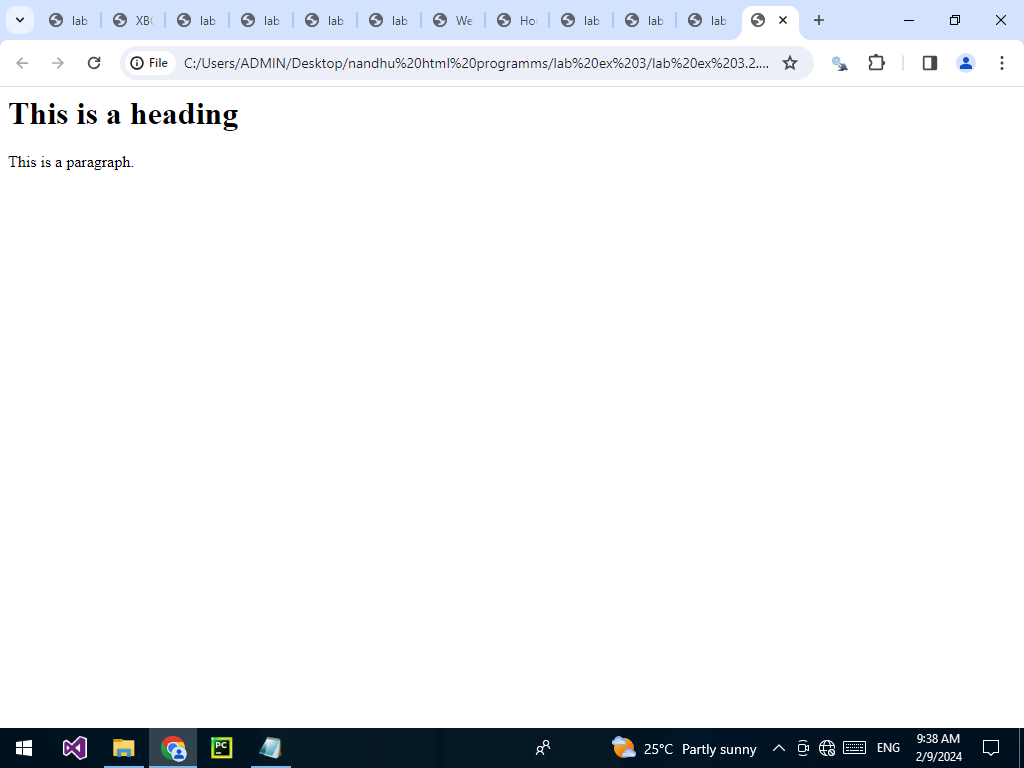 lab XBC lab lab lab lab We Ho lab lab lab
File C:/Users/ADMIN/Desktop/nandhu%20html%20programms/lab%20ex%203/lab%20ex%203.2....
This is a heading
This is a paragraph.
PC 25°C Partly sunny ENG 9:38 AM
2/9/2024